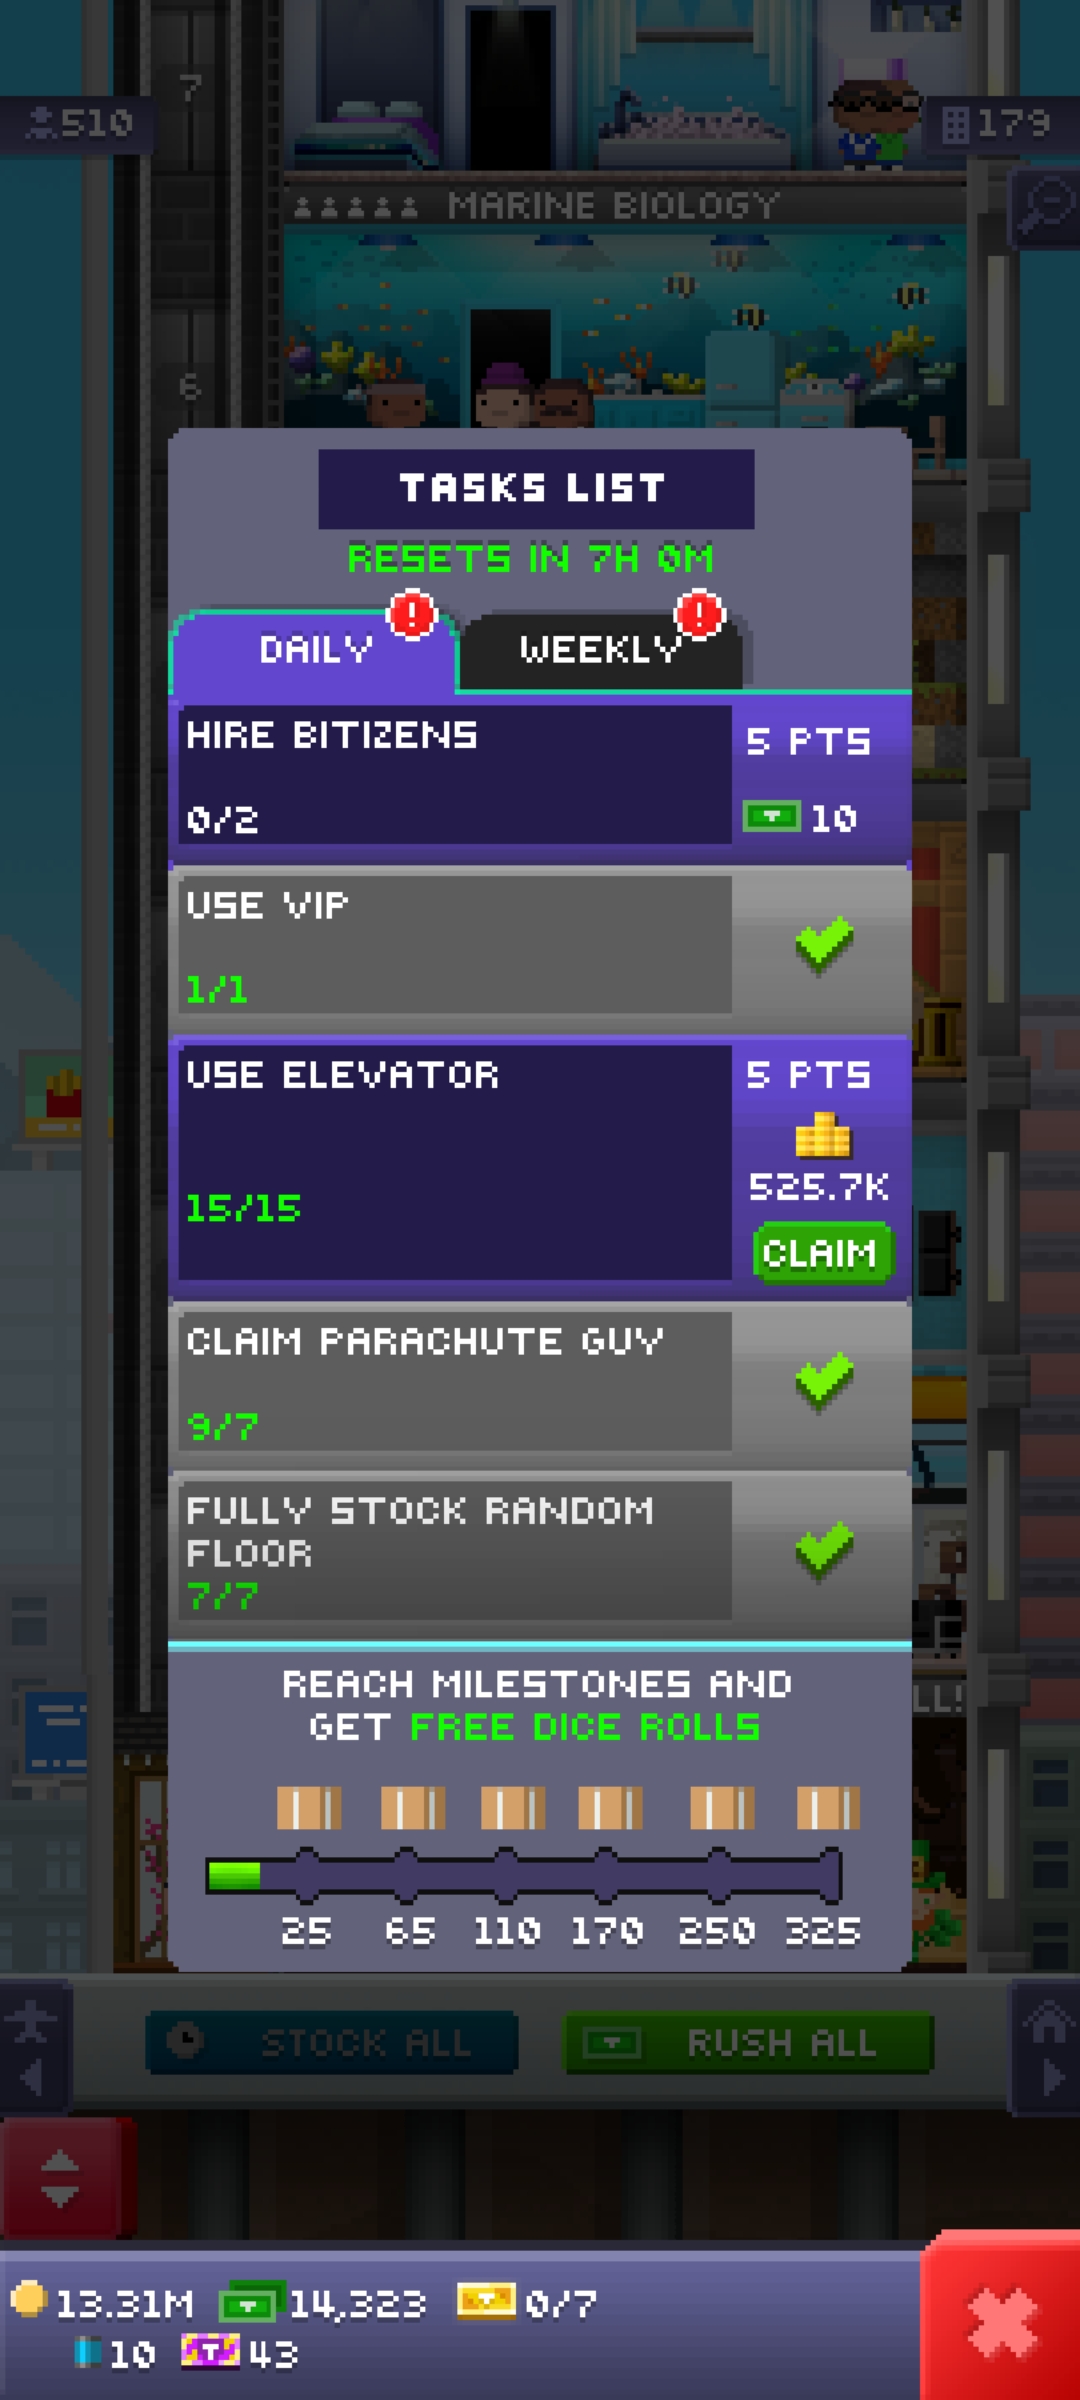 7
510
179
MARINE BIOLOGY
6
TASKS LIST
RESETS IN 7H 0M
DAILY
WEEKLY
HIRE BITIZENS
5 PTS
0/2
10
USE VIP
1/1
USE ELEVATOR
5 PTS
525.7K
15/15
CLAIM
CLAIM PARACHUTE GUY
9/7
FULLY STOCK RANDOM
FLOOR
7/7
LL!
REACH MILESTONES AND
GET FREE DICE ROLLS
25 65 110 170 250 325
STOCK ALL
RUSH ALL
13.31M 14,323 0/7
10 43